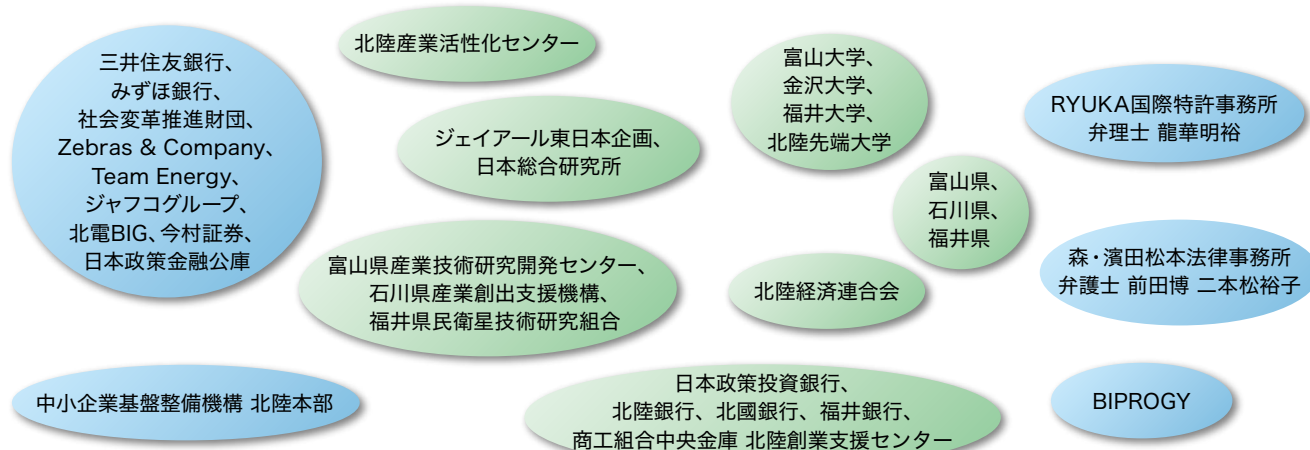 三井住友銀行、
みずほ銀行、
社会変革推進財団、
Zebras & Company、
Team Energy、
ジャフコグループ、
北電BIG、今村証券、
日本政策金融公庫
北陸産業活性化センター
ジェイアール東日本企画、
日本総合研究所
富山県産業技術研究開発センター、
石川県産業創出支援機構、
福井県民衛星技術研究組合
富山大学、
金沢大学、
福井大学、
北陸先端大学
富山県、
石川県、
福井県
北陸経済連合会
RYUKA国際特許事務所
弁理士 龍華明裕
森・濱田松本法律事務所
弁護士 前田博 二本松裕子
中小企業基盤整備機構 北陸本部
日本政策投資銀行、
北陸銀行、北國銀行、福井銀行、
商工組合中央金庫 北陸創業支援センター
BIPROGY